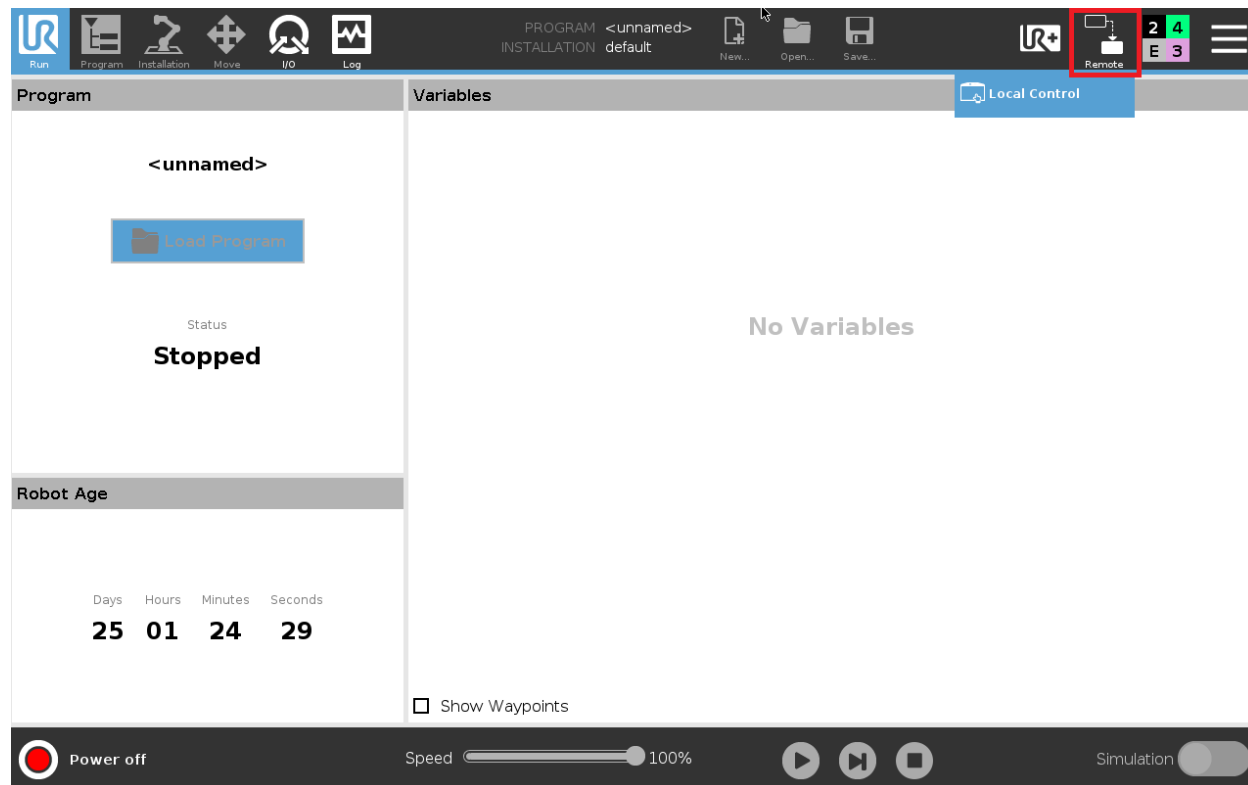 UR
Run
Program
Installation
Move
I/O
Log
PROGRAM <unnamed>
INSTALLATION default
New...
Open...
Save...
UR+
Remote
2 4
E 3
Program
Variables
Local Control
<unnamed>
Load Program
Status
Stopped
No Variables
Robot Age
Days Hours Minutes Seconds
25 01 24 29
Show Waypoints
Power off
Speed 100%
Simulation